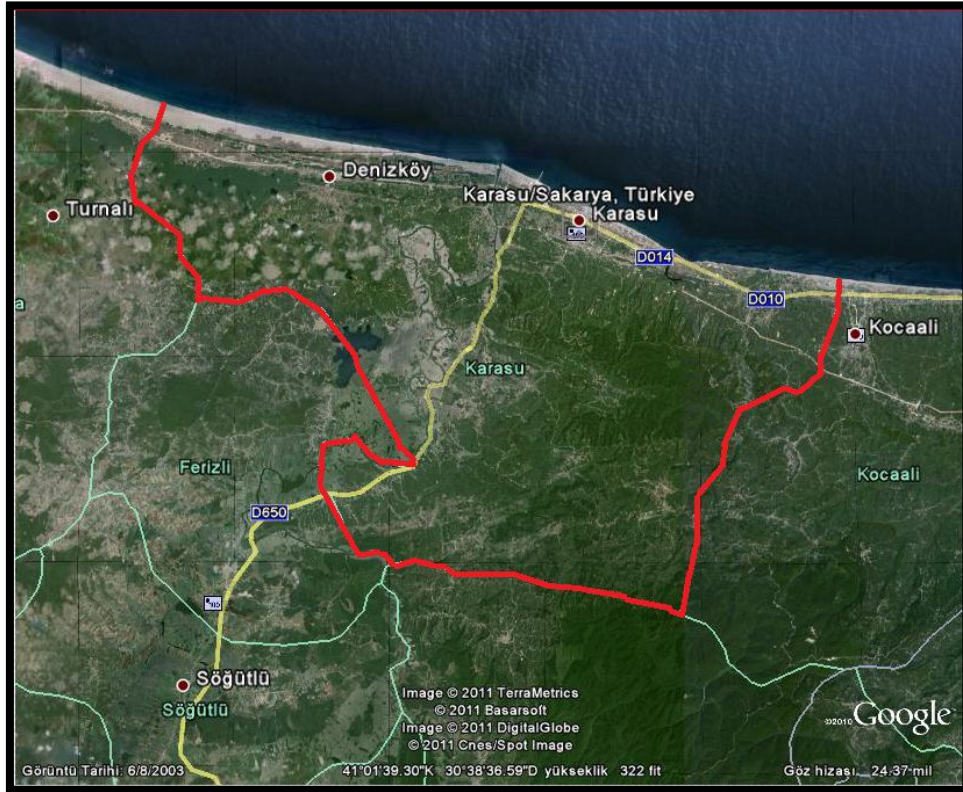 Denizköy
Karasu/Sakarya, Türkiye
Karasu
Turnalı
D014
a
D010
Kocaali
Karasu
Ferizli
Kocaali
D650
Söğütlü
Söğütlü
Image © 2011 TerraMetrics
© 2011 Basarsoft
Image © 2011 DigitalGlobe
© 2011 Cnes/Spot Image
©2010 Google
Görüntü Tarihi: 6/8/2003 41°01'39.30"K 30°38'36.59"D yükseklik 322 fit Göz hizası 24.37 mil